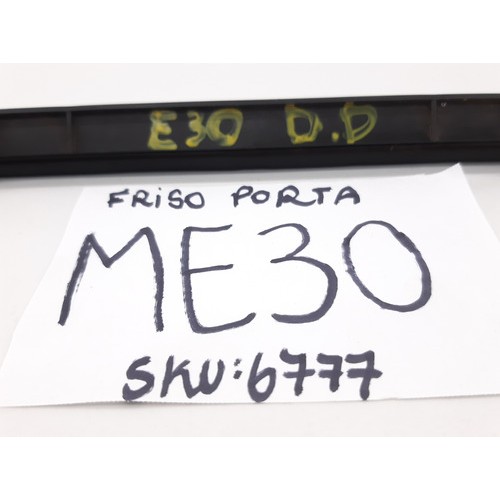 E30 D.D
FRISO PORTA
ME30
SKU:6777